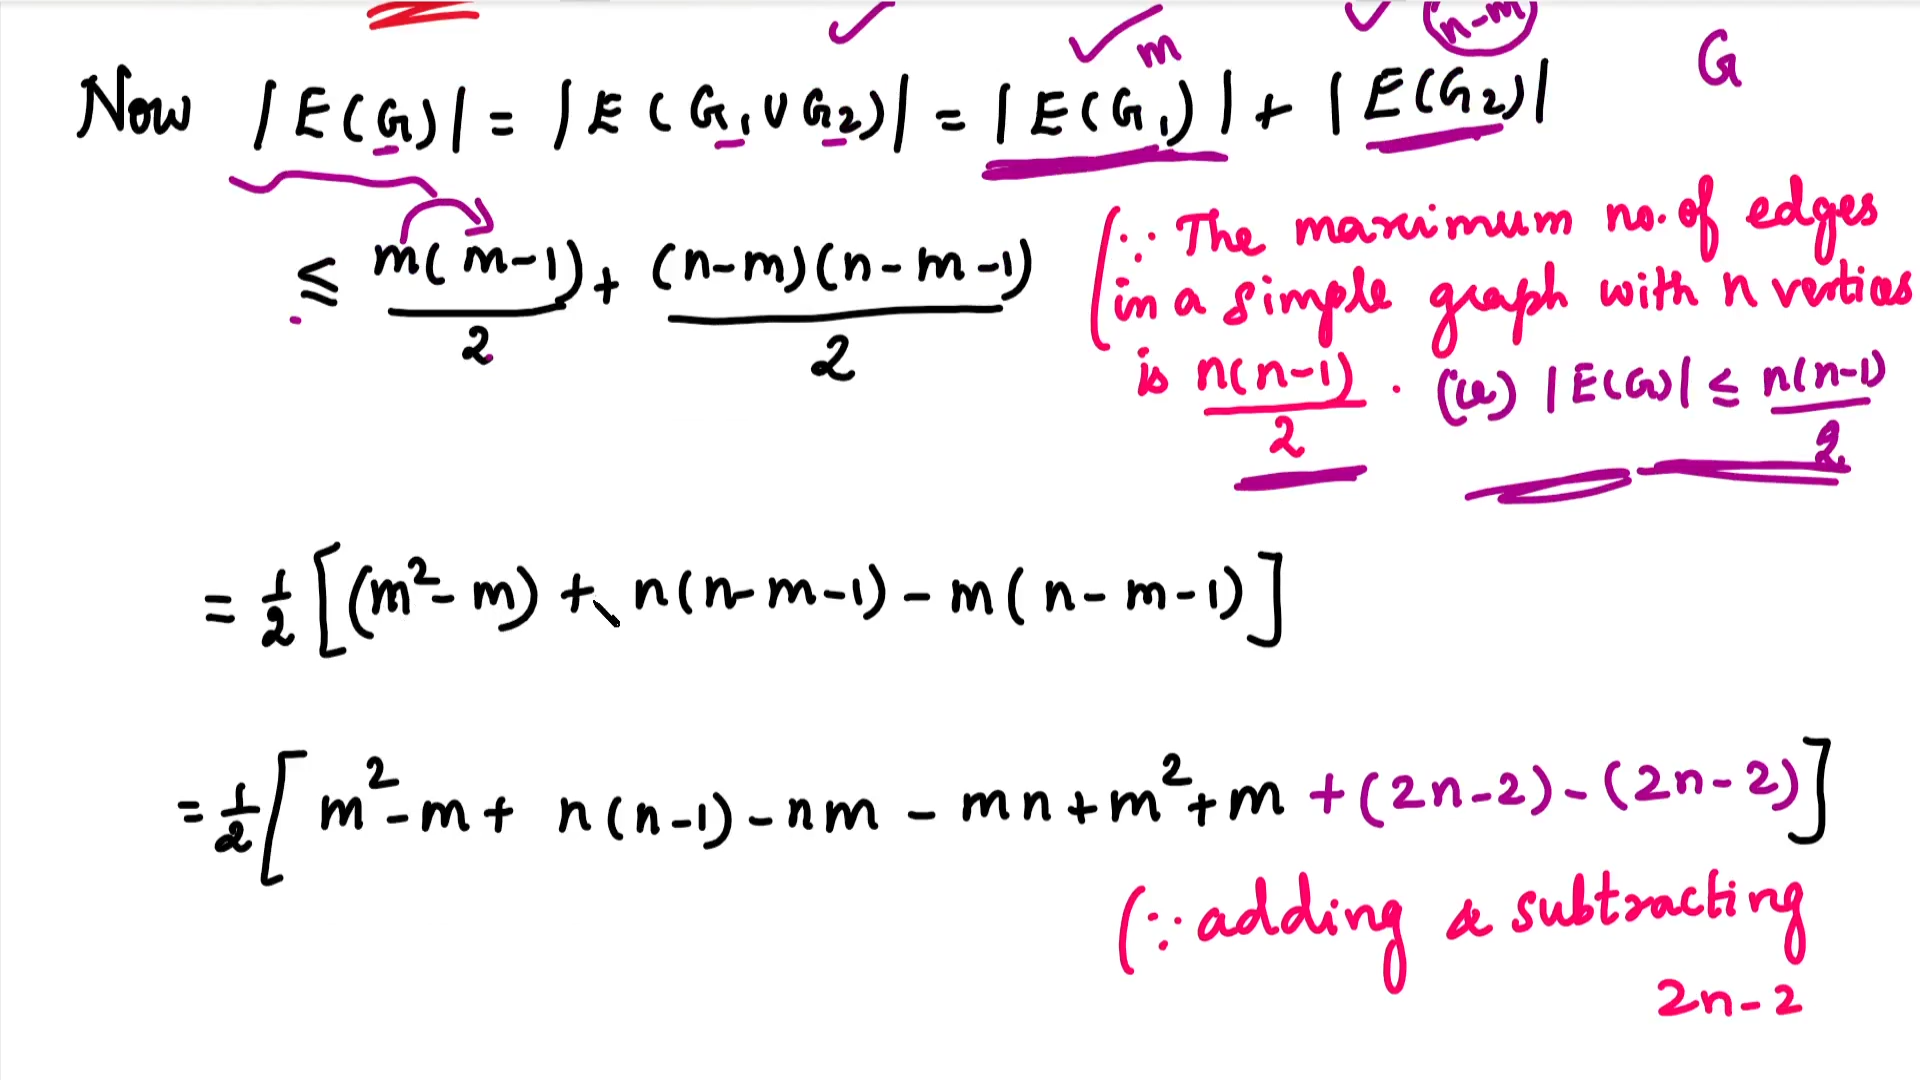 m (n-m) G
Now |E(G)| = |E(G₁∪G₂)| = |E(G₁)| + |E(G₂)|
≤ m(m-1)/2 + (n-m)(n-m-1)/2
(∵ The maximum no. of edges
in a simple graph with n vertices
is n(n-1)/2 . (ie) |E(G)| ≤ n(n-1)/2
= 1/2 [(m²-m) + n(n-m-1) - m(n-m-1)]
= 1/2 [m²-m + n(n-1) - nm - mn + m² + m + (2n-2) - (2n-2)]
(∵ adding & subtracting
2n-2